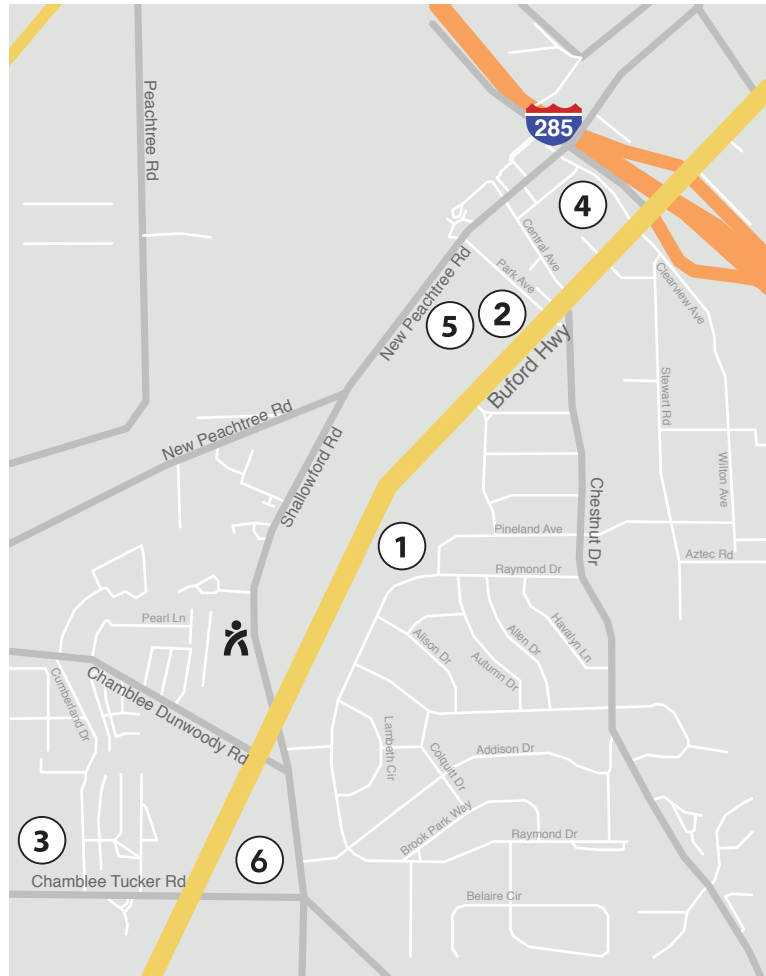 Peachtree Rd
285
4
Central Ave
New Peachtree Rd
Park Ave
Clearview Ave
5
2
Buford Hwy
Stewart Rd
New Peachtree Rd
Shallowford Rd
Wilton Ave
Chestnut Dr
1
Pineland Ave
Aztec Rd
Raymond Dr
Pearl Ln
Alison Dr
Autumn Dr
Allen Dr
Havalyn Ln
Cumberland Dr
Chamblee Dunwoody Rd
Lambeth Cir
Colquitt Dr
Addison Dr
3
6
Brook Park Way
Raymond Dr
Chamblee Tucker Rd
Belaire Cir